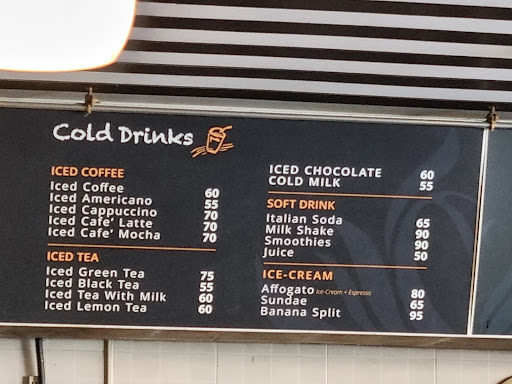 Cold Drinks
ICED COFFEE
Iced Coffee 60
Iced Americano 55
Iced Cappuccino 70
Iced Cafe' Latte 70
Iced Cafe' Mocha 70
ICED TEA
Iced Green Tea 75
Iced Black Tea 55
Iced Tea With Milk 60
Iced Lemon Tea 60
ICED CHOCOLATE 60
COLD MILK 55
SOFT DRINK
Italian Soda 65
Milk Shake 90
Smoothies 90
Juice 50
ICE-CREAM
Affogato Ice-Cream + Espresso 80
Sundae 65
Banana Split 95